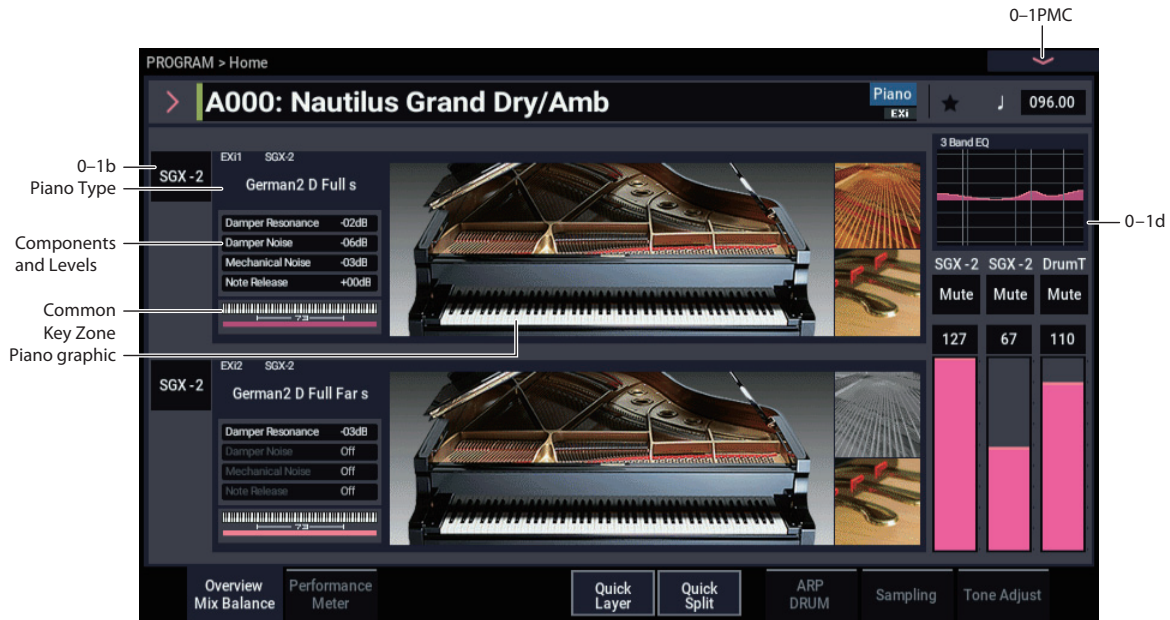 0–1PMC
PROGRAM > Home
A000: Nautilus Grand Dry/Amb
Piano
EXi
♩ 096.00
0–1b
Piano Type
Components
and Levels
Common
Key Zone
Piano graphic
SGX-2
EXi1 SGX-2
German2 D Full s
Damper Resonance -02dB
Damper Noise -06dB
Mechanical Noise -03dB
Note Release +00dB
73
SGX-2
EXi2 SGX-2
German2 D Full Far s
Damper Resonance -03dB
Damper Noise Off
Mechanical Noise Off
Note Release Off
73
3 Band EQ
0–1d
SGX-2 SGX-2 DrumT
Mute Mute Mute
127 67 110
Overview
Mix Balance
Performance
Meter
Quick
Layer
Quick
Split
ARP
DRUM
Sampling
Tone Adjust